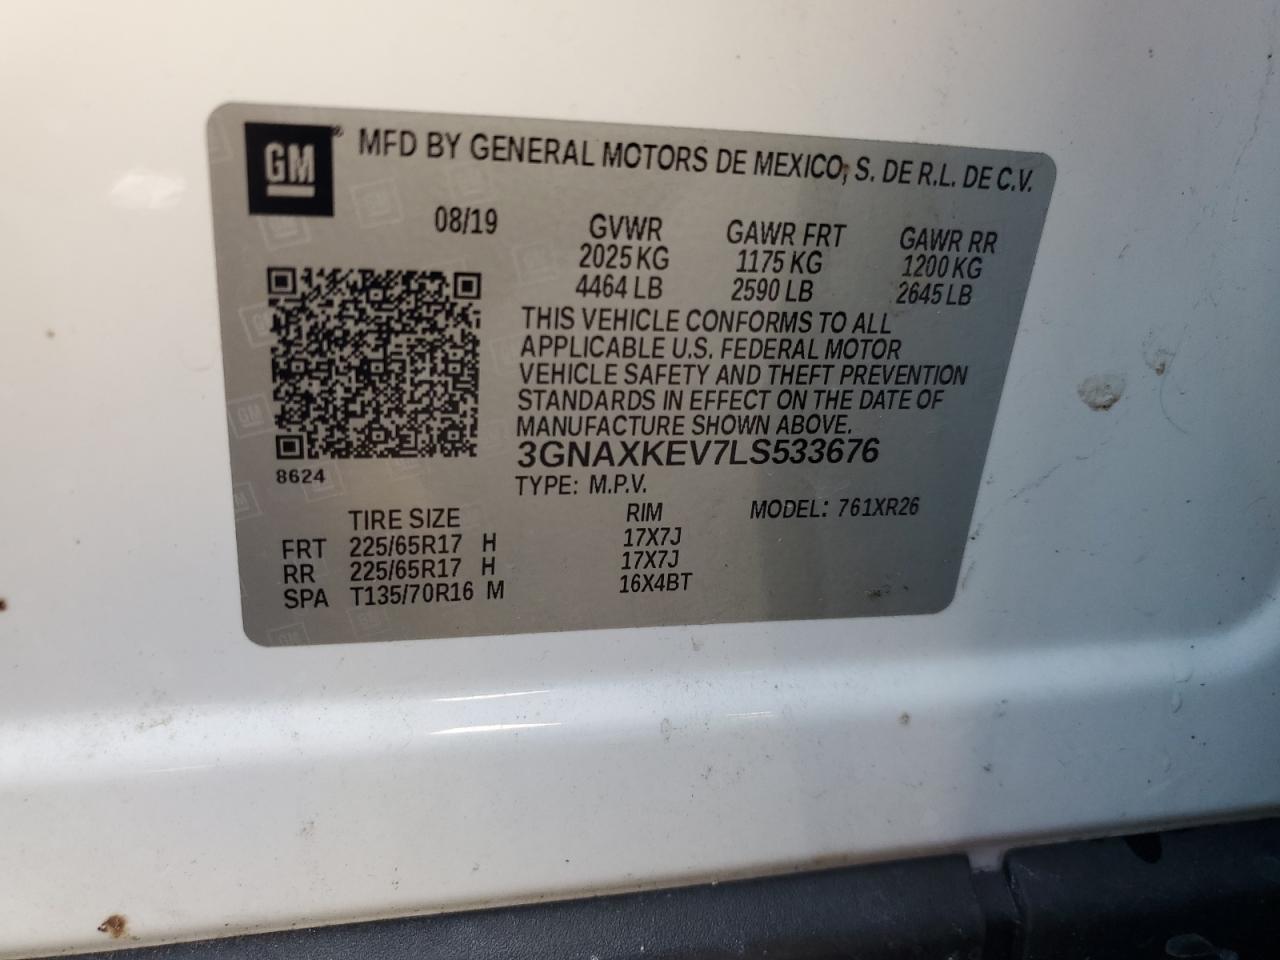 GM® MFD BY GENERAL MOTORS DE MEXICO, S. DE R.L. DE C.V.
08/19 GVWR GAWR FRT GAWR RR
2025 KG 1175 KG 1200 KG
4464 LB 2590 LB 2645 LB
THIS VEHICLE CONFORMS TO ALL
APPLICABLE U.S. FEDERAL MOTOR
VEHICLE SAFETY AND THEFT PREVENTION
STANDARDS IN EFFECT ON THE DATE OF
MANUFACTURE SHOWN ABOVE.
3GNAXKEV7LS533676
8624
TYPE: M.P.V.
TIRE SIZE RIM MODEL: 761XR26
FRT 225/65R17 H 17X7J
RR 225/65R17 H 17X7J
SPA T135/70R16 M 16X4BT